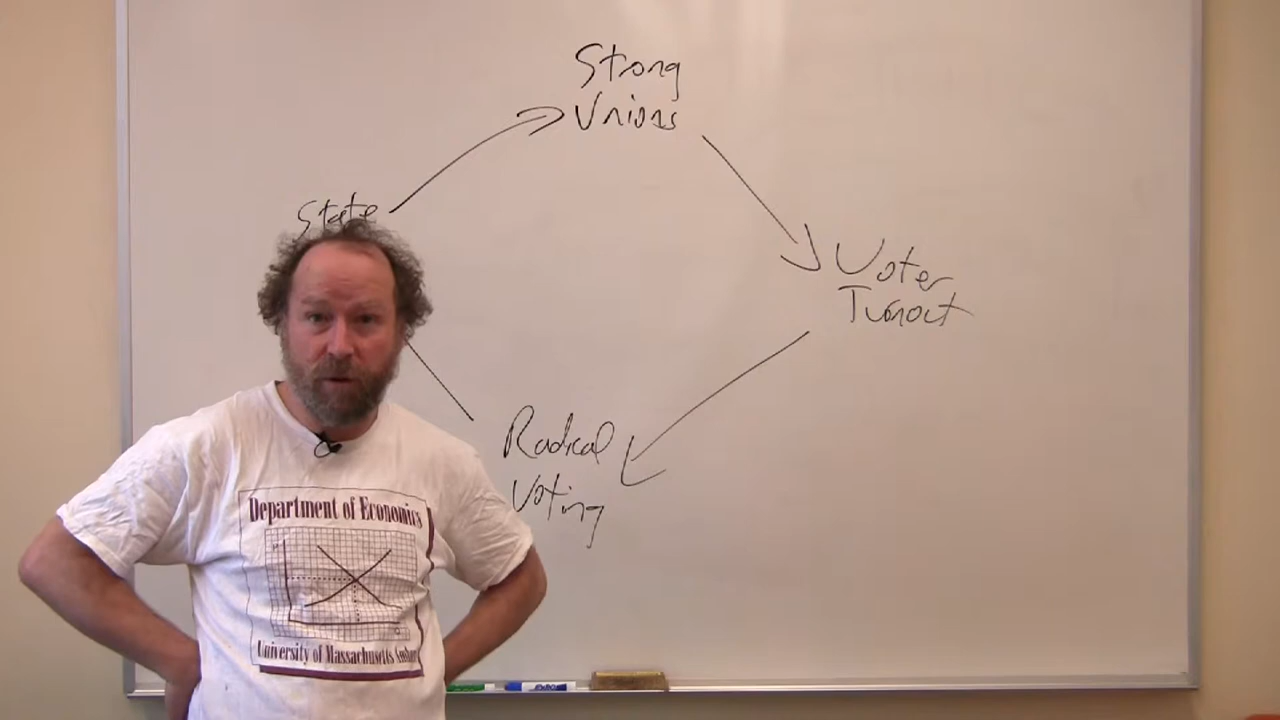 Strong
Unions
State
Voter
Turnout
Radical
Voting
Department of Economics
University of Massachusetts